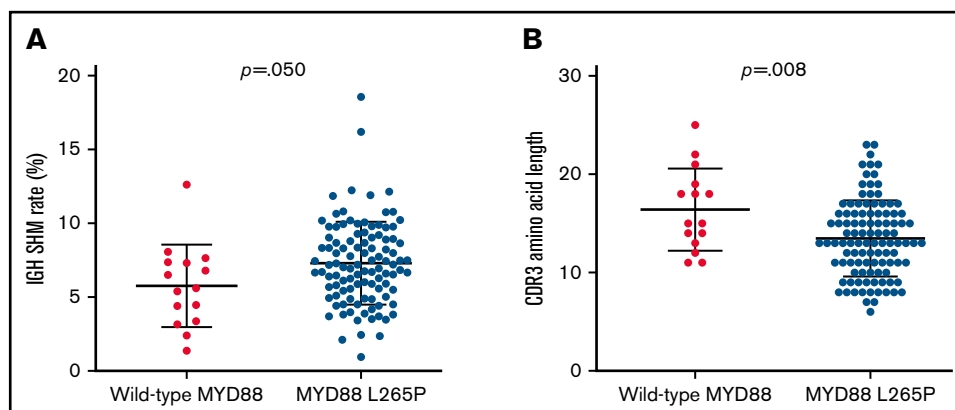 A
p=.050
IGH SHM rate (%)
20
15
10
5
0
Wild-type MYD88
MYD88 L265P
B
p=.008
CDR3 amino acid length
30
20
10
0
Wild-type MYD88
MYD88 L265P